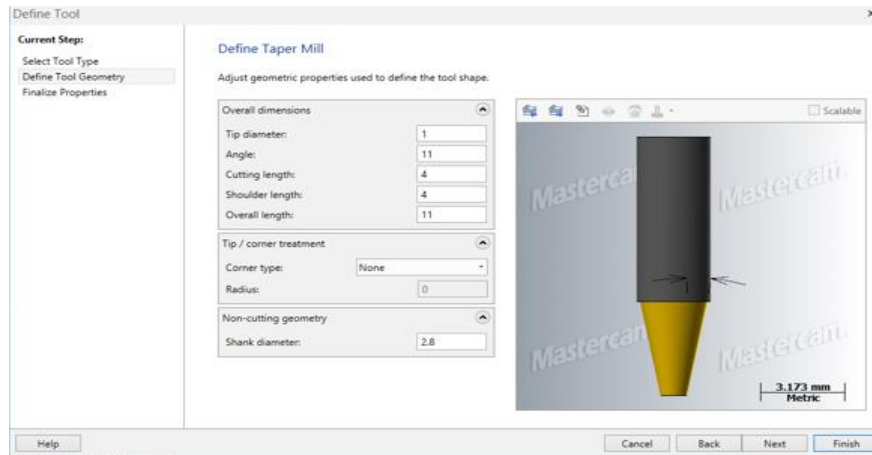 Define Tool
Current Step:
Select Tool Type
Define Tool Geometry
Finalize Properties
Define Taper Mill
Adjust geometric properties used to define the tool shape.
Overall dimensions
Tip diameter: 1
Angle: 11
Cutting length: 4
Shoulder length: 4
Overall length: 11
Tip / corner treatment
Corner type: None
Radius: 0
Non-cutting geometry
Shank diameter: 2.8
Scalable
Mastercam.
Mastercam.
Mastercam.
Mastercam.
3.173 mm
Metric
Help Cancel Back Next Finish